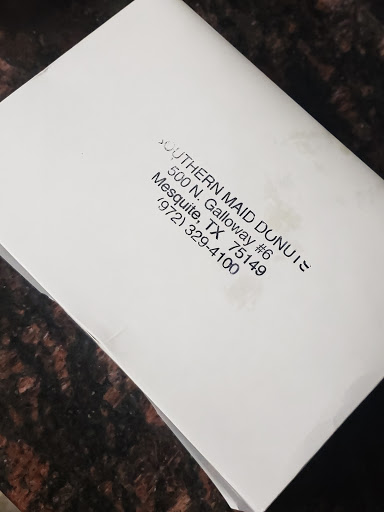 SOUTHERN MAID DONUTS
500 N. Galloway #6
Mesquite, TX 75149
(972) 329-4100